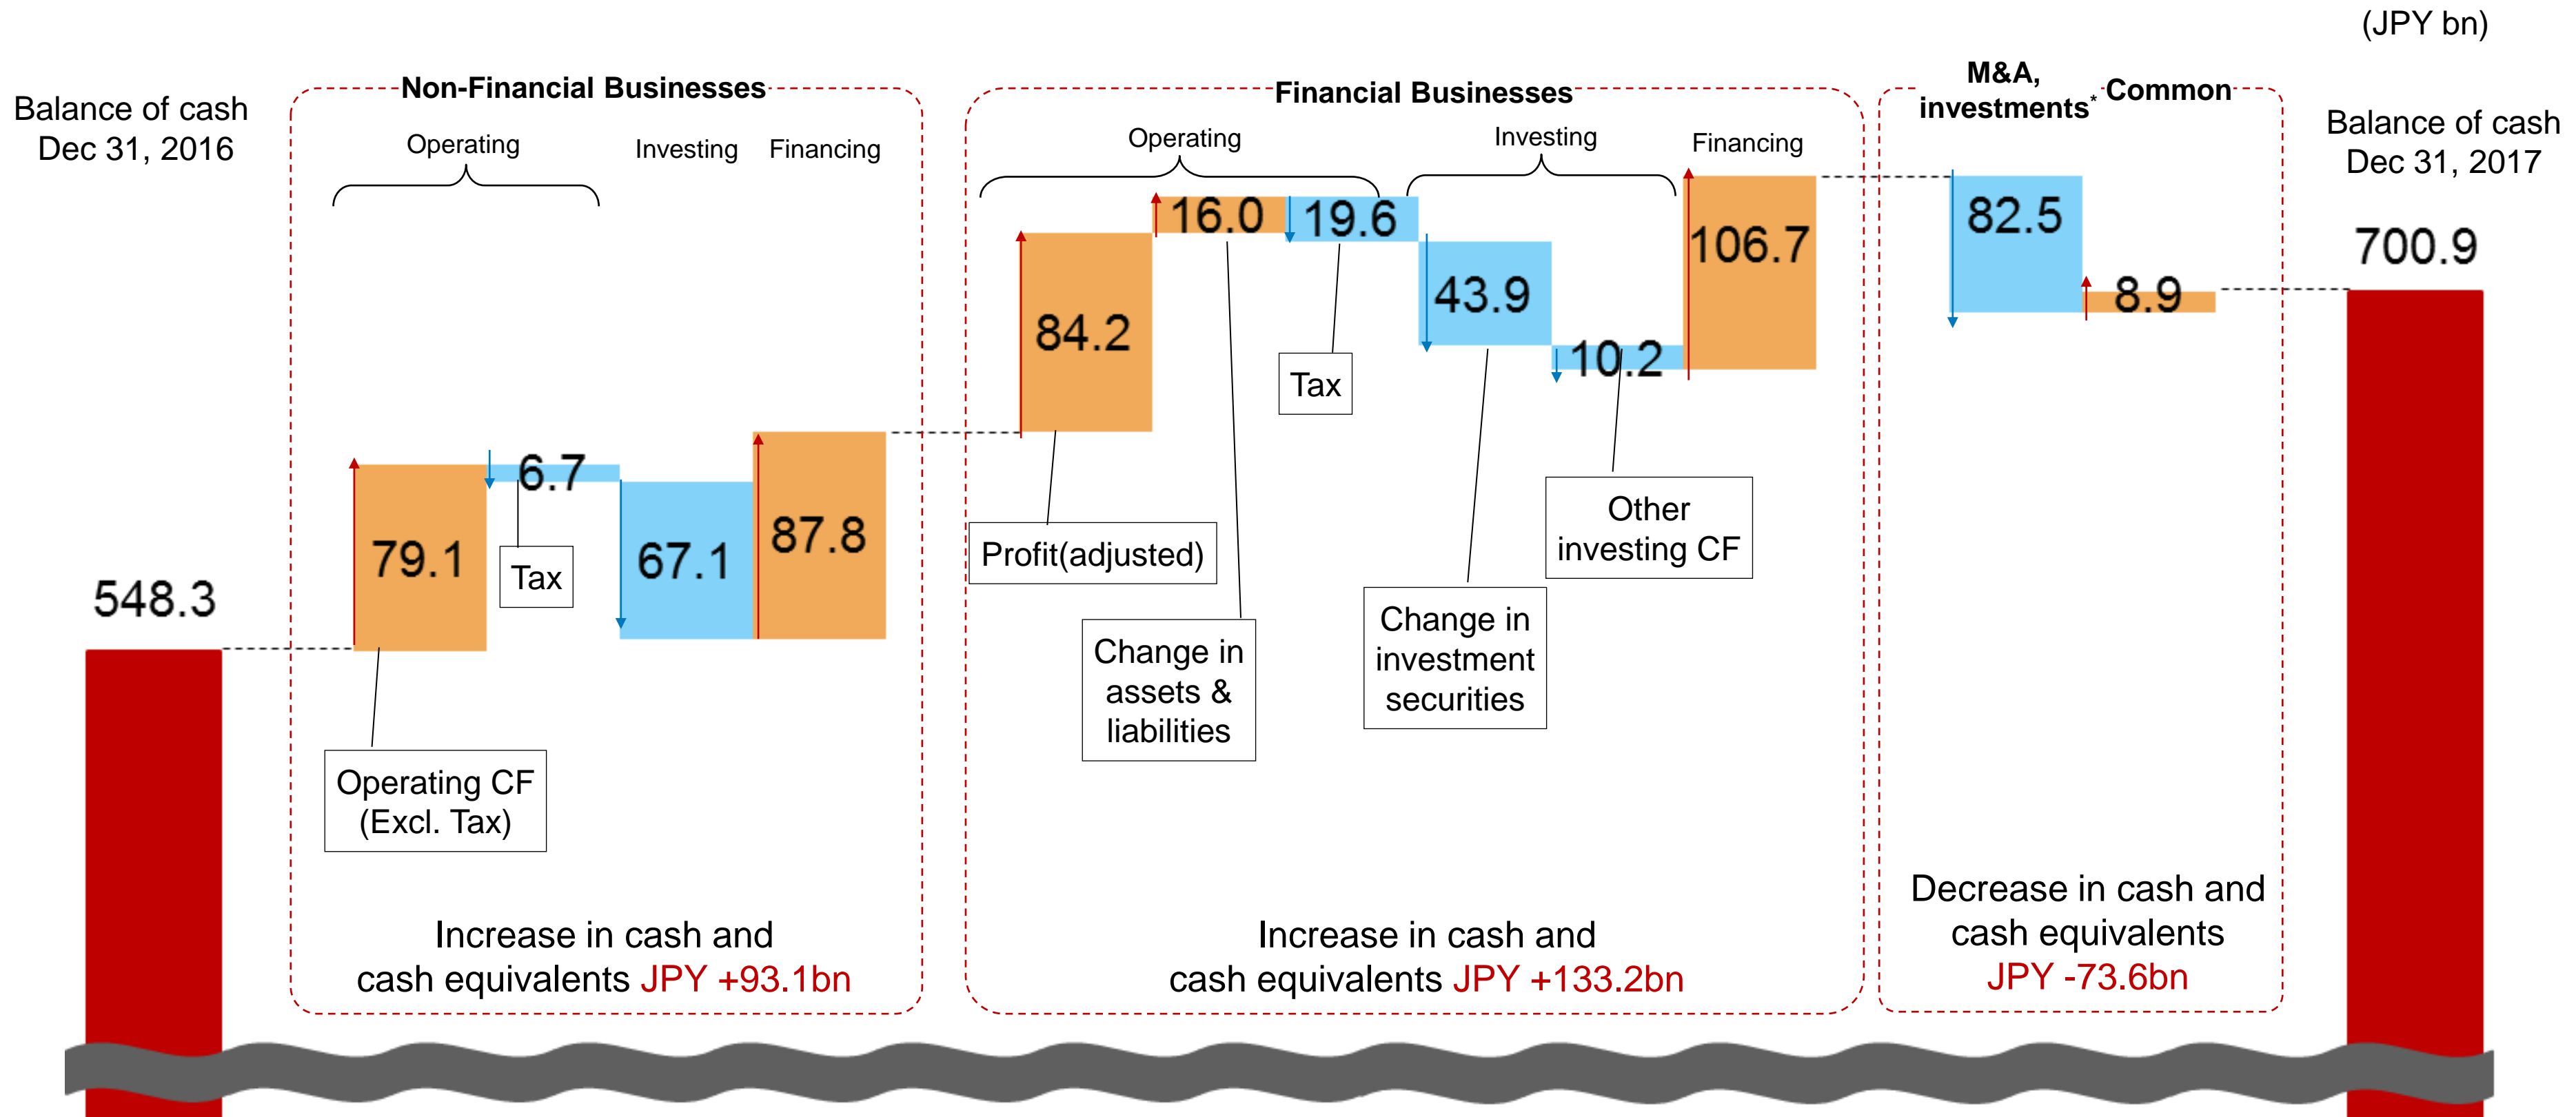 (JPY bn)
Balance of cash
Dec 31, 2016
548.3
Non-Financial Businesses
Operating
Investing
Financing
79.1
6.7
67.1
87.8
Tax
Operating CF
(Excl. Tax)
Increase in cash and
cash equivalents JPY +93.1bn
Financial Businesses
Operating
Investing
Financing
84.2
16.0
19.6
43.9
10.2
106.7
Tax
Profit(adjusted)
Change in
assets &
liabilities
Change in
investment
securities
Other
investing CF
Increase in cash and
cash equivalents JPY +133.2bn
M&A,
investments*
Common
82.5
8.9
Decrease in cash and
cash equivalents
JPY -73.6bn
Balance of cash
Dec 31, 2017
700.9